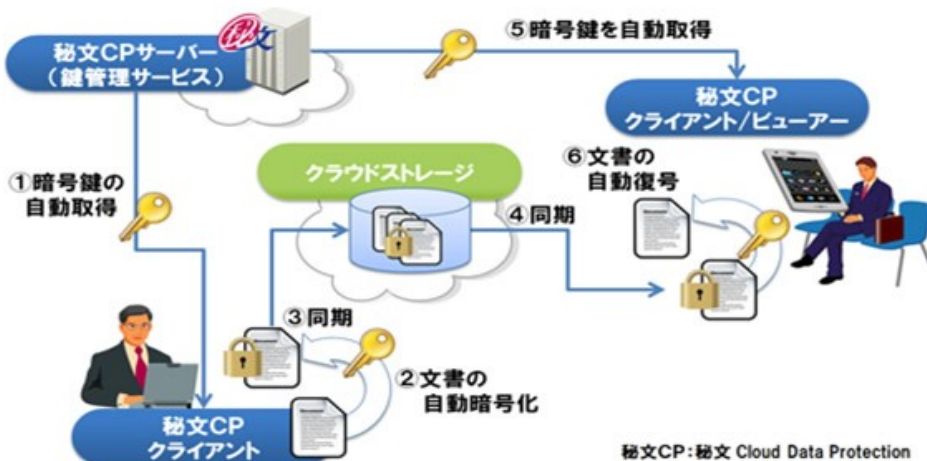 秘文CPサーバー
（鍵管理サービス）
秘文
⑤暗号鍵を自動取得
秘文CP
クライアント/ビューアー
①暗号鍵の
自動取得
クラウドストレージ
⑥文書の
自動復号
④同期
③同期
②文書の
自動暗号化
秘文CP
クライアント
秘文CP：秘文 Cloud Data Protection